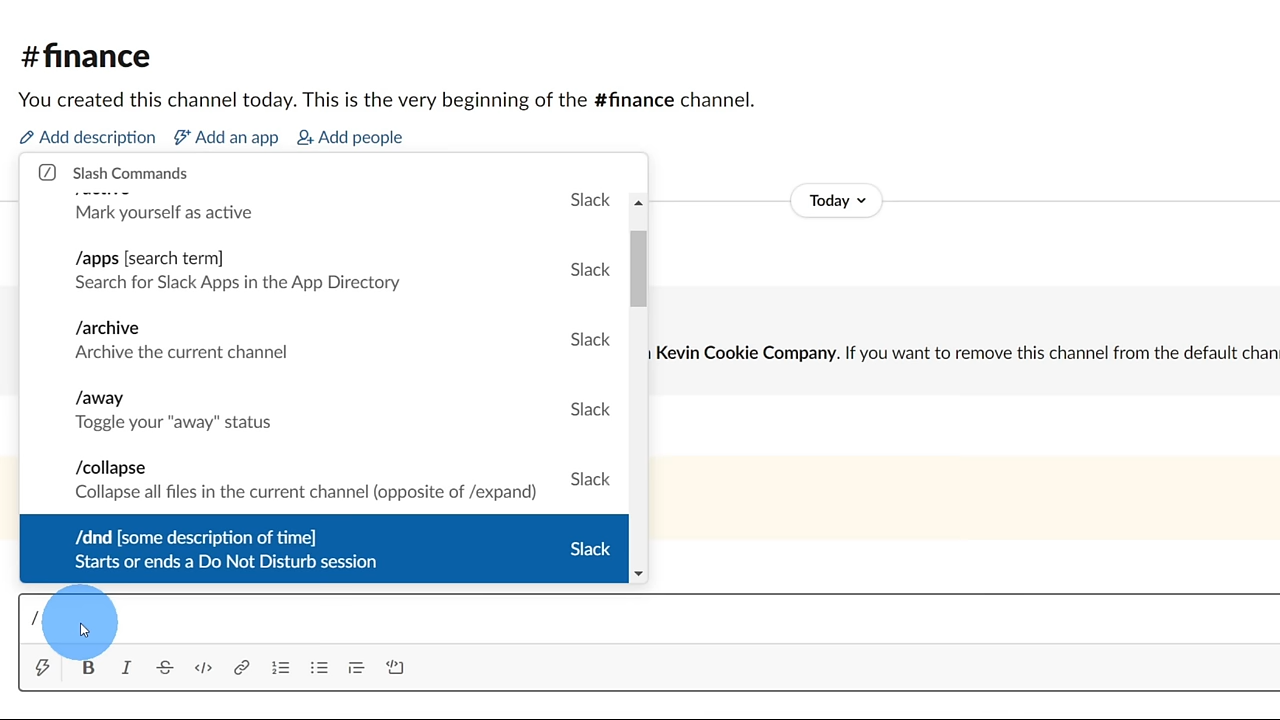 #finance
You created this channel today. This is the very beginning of the #finance channel.
Add description Add an app Add people
Slash Commands
Slack
Mark yourself as active
Today
/apps [search term]
Search for Slack Apps in the App Directory
Slack
/archive
Archive the current channel
Slack
Kevin Cookie Company. If you want to remove this channel from the default
/away
Toggle your "away" status
Slack
/collapse
Collapse all files in the current channel (opposite of /expand)
Slack
/dnd [some description of time]
Starts or ends a Do Not Disturb session
Slack
/
B I S </>